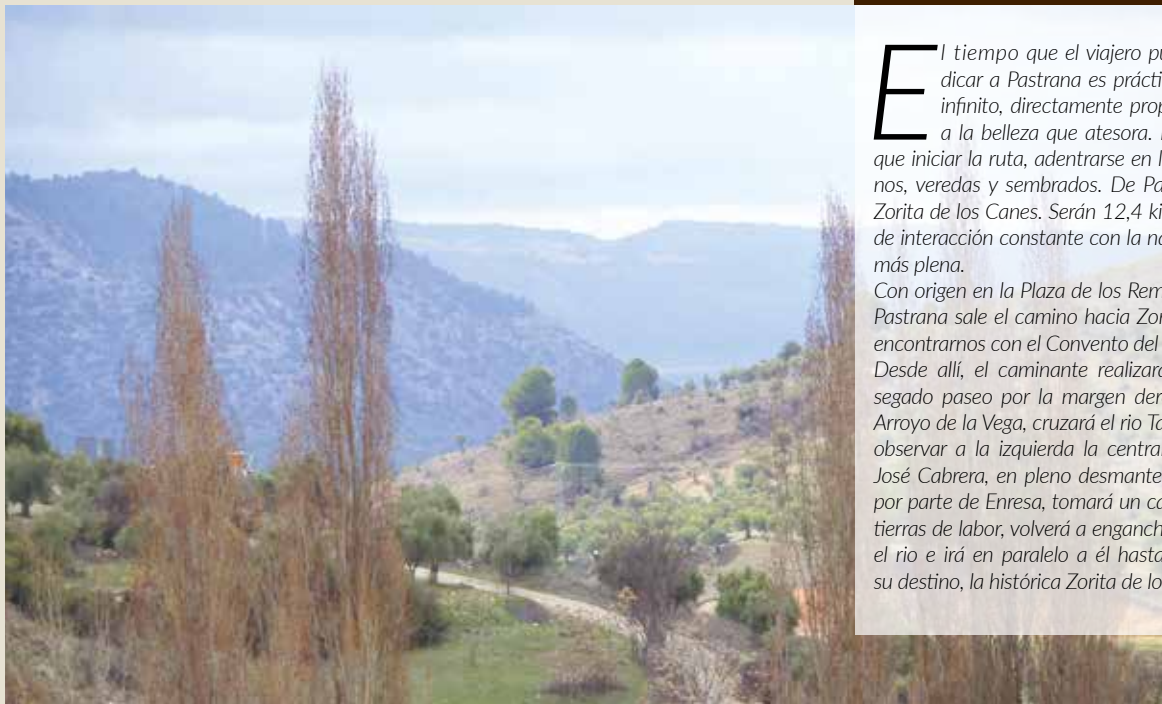 El tiempo que el viajero pu
dicar a Pastrana es prácti
infinito, directamente prop
a la belleza que atesora.
que iniciar la ruta, adentrarse en l
nos, veredas y sembrados. De Pa
Zorita de los Canes. Serán 12,4 ki
de interacción constante con la na
más plena.
Con origen en la Plaza de los Rem
Pastrana sale el camino hacia Zor
encontrarnos con el Convento del
Desde allí, el caminante realizará
segado paseo por la margen der
Arroyo de la Vega, cruzará el rio Ta
observar a la izquierda la central
José Cabrera, en pleno desmante
por parte de Enresa, tomará un ca
tierras de labor, volverá a enganch
el rio e irá en paralelo a él hasta
su destino, la histórica Zorita de lo